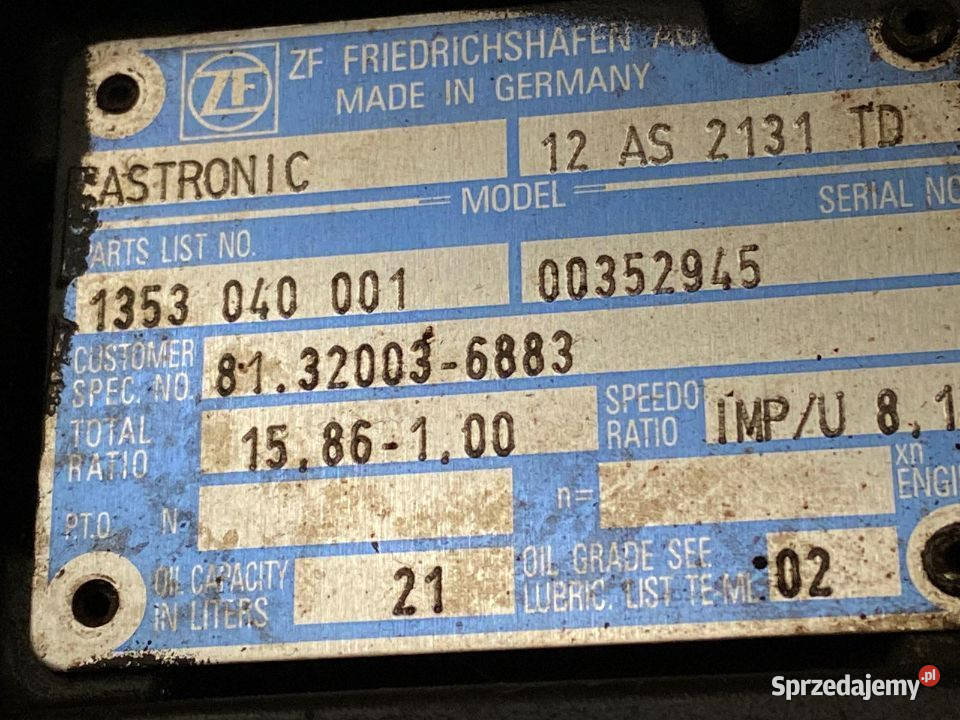 ZF
ZF FRIEDRICHSHAFEN AG
MADE IN GERMANY
ASTRONIC 12 AS 2131 TD
MODEL SERIAL NO
PARTS LIST NO.
1353 040 001 00352945
CUSTOMER
SPEC. NO. 81.32003-6883
TOTAL
RATIO 15,86-1.00
SPEEDO
RATIO IMP/U 8,1
P.T.O. N= n= xn
ENGI
OIL CAPACITY
IN LITERS 21
OIL GRADE SEE
LUBRIC. LIST TE-ML 02
Sprzedajemy.pl